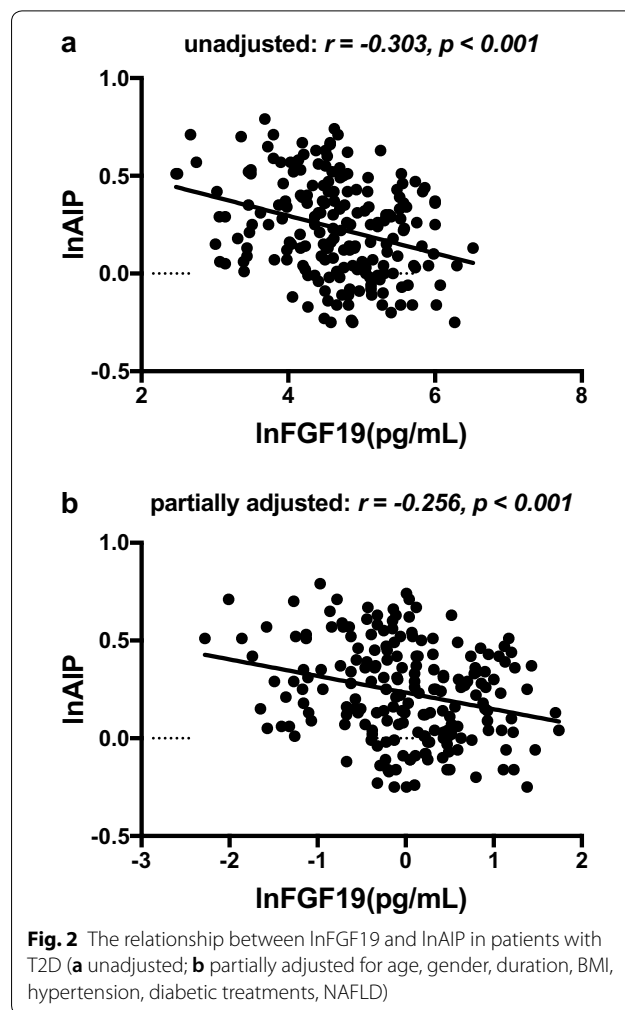 a unadjusted: r = -0.303, p < 0.001
1.0
0.5
0.0
-0.5
lnAIP
2 4 6 8
lnFGF19(pg/mL)
b partially adjusted: r = -0.256, p < 0.001
1.0
0.5
0.0
-0.5
lnAIP
-3 -2 -1 0 1 2
lnFGF19(pg/mL)
Fig. 2 The relationship between lnFGF19 and lnAIP in patients with
T2D (a unadjusted; b partially adjusted for age, gender, duration, BMI,
hypertension, diabetic treatments, NAFLD)